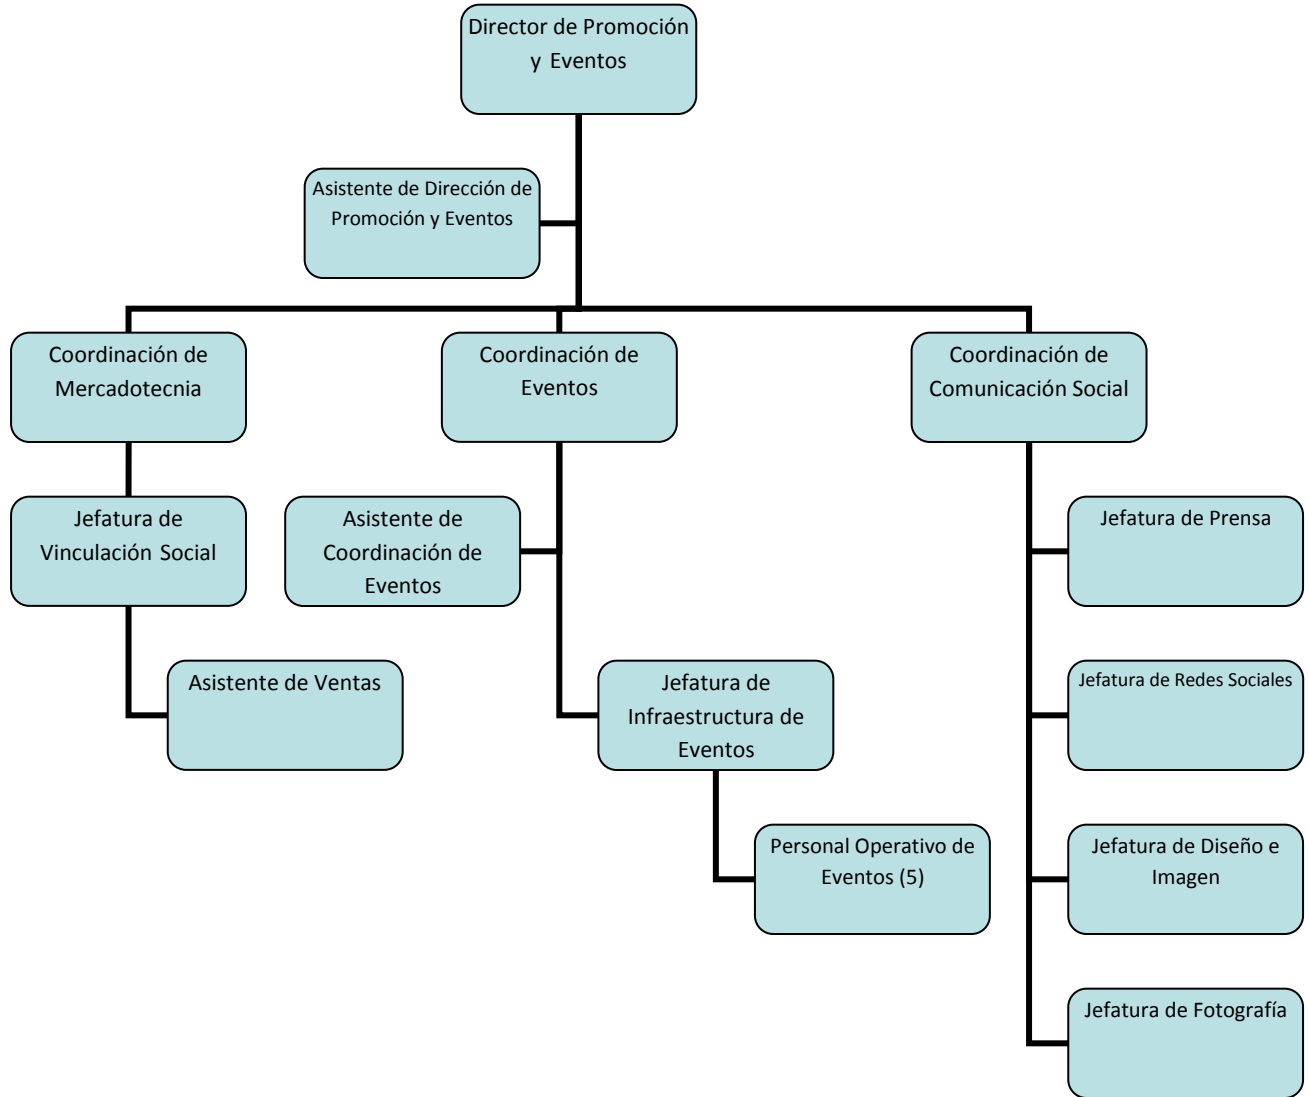 Director de Promoción
y Eventos
Asistente de Dirección de
Promoción y Eventos
Coordinación de
Mercadotecnia
Coordinación de
Eventos
Coordinación de
Comunicación Social
Jefatura de
Vinculación Social
Asistente de
Coordinación de
Eventos
Jefatura de Prensa
Asistente de Ventas
Jefatura de
Infraestructura de
Eventos
Jefatura de Redes Sociales
Personal Operativo de
Eventos (5)
Jefatura de Diseño e
Imagen
Jefatura de Fotografía